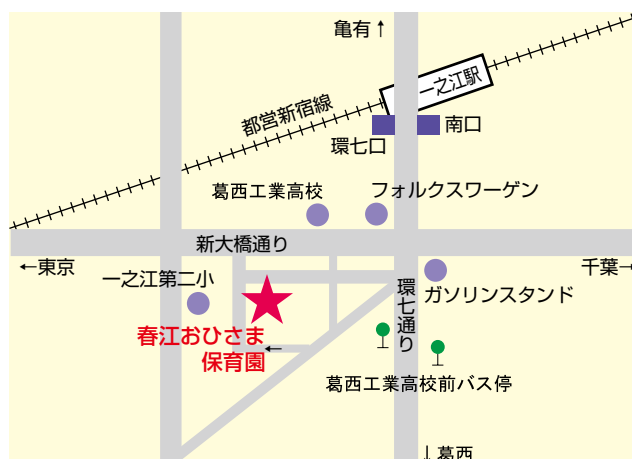 亀有↑
一之江駅
都営新宿線
南口
環七口
葛西工業高校
フォルクスワーゲン
新大橋通り
←東京
千葉→
一之江第二小
ガソリンスタンド
環七通り
春江おひさま
保育園
←
葛西工業高校前バス停
↓葛西